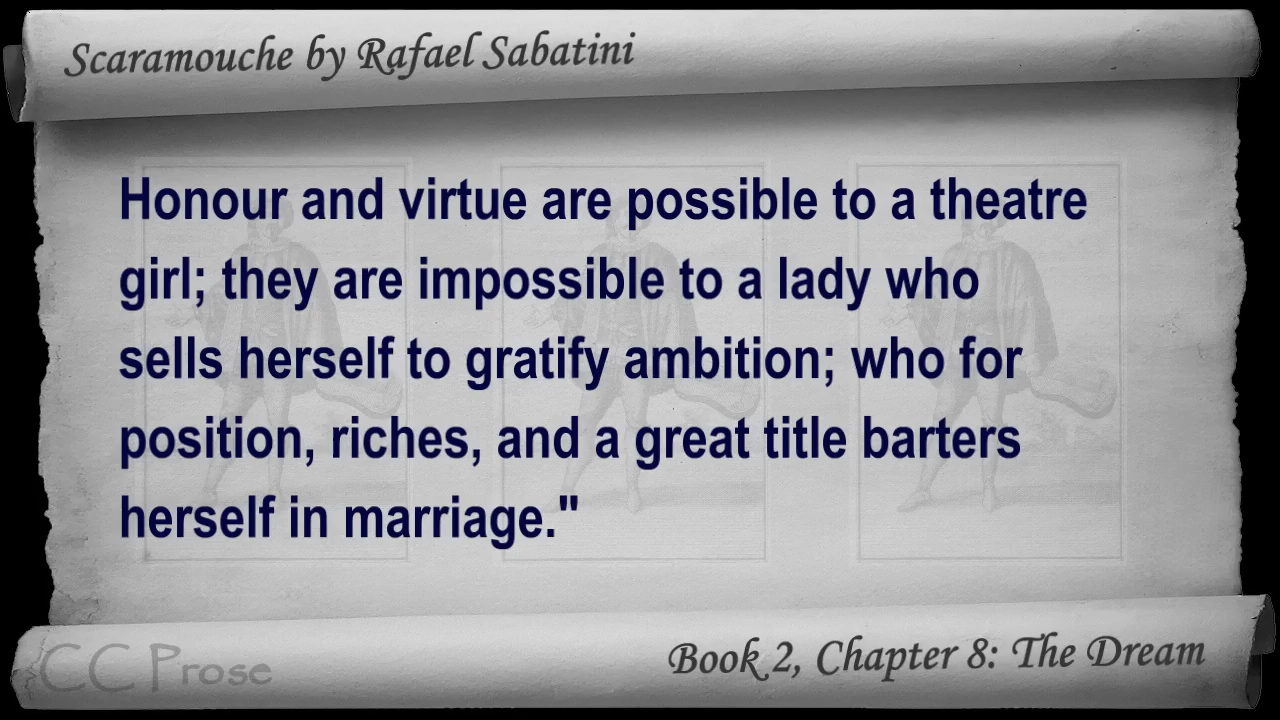 Scaramouche by Rafael Sabatini
Honour and virtue are possible to a theatre
girl; they are impossible to a lady who
sells herself to gratify ambition; who for
position, riches, and a great title barters
herself in marriage."
CC Prose
Book 2, Chapter 8: The Dream